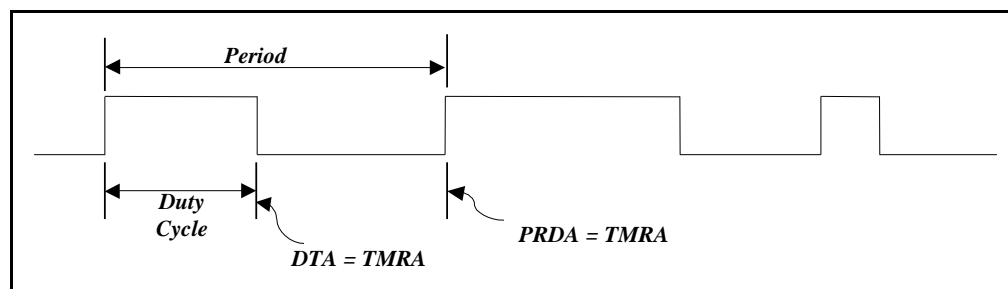 Period
Duty
Cycle
DTA = TMRA
PRDA = TMRA